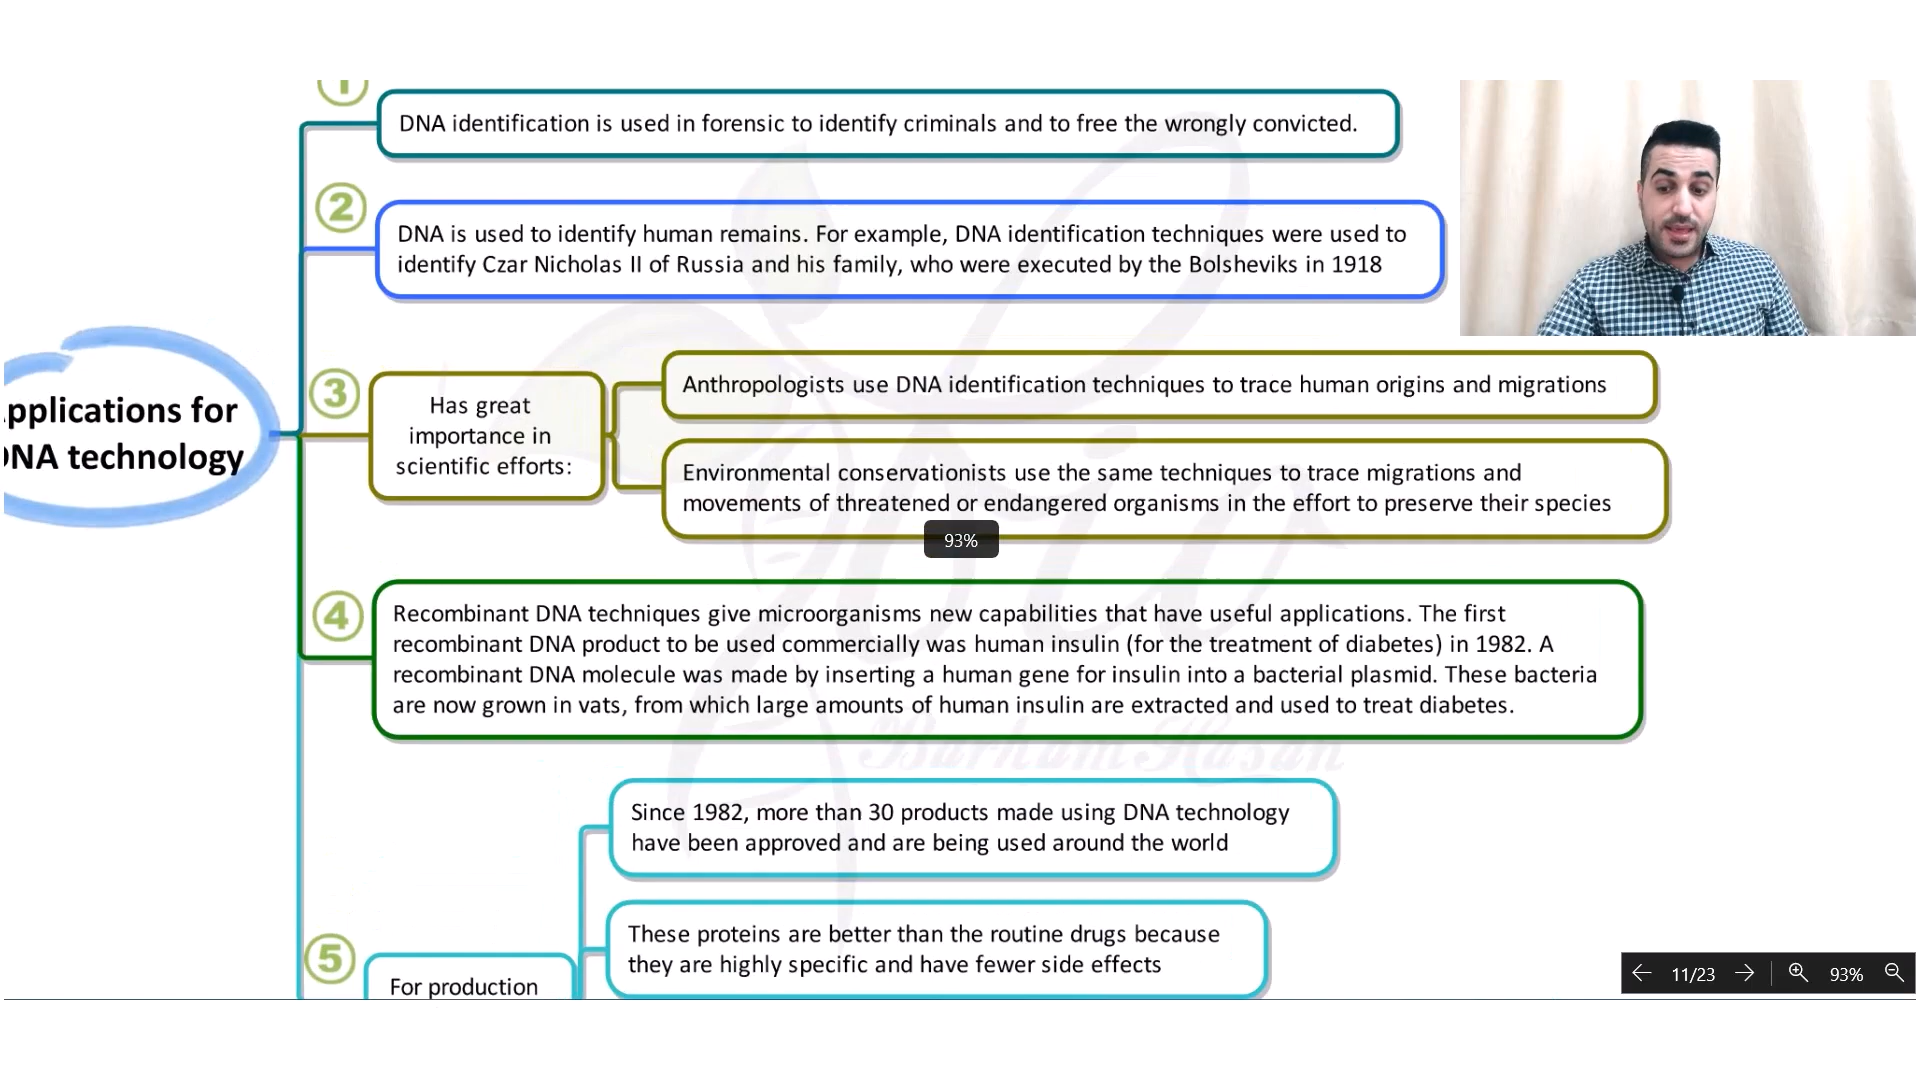 1
DNA identification is used in forensic to identify criminals and to free the wrongly convicted.
2
DNA is used to identify human remains. For example, DNA identification techniques were used to
identify Czar Nicholas II of Russia and his family, who were executed by the Bolsheviks in 1918
pplications for
DNA technology
3
Has great
importance in
scientific efforts:
Anthropologists use DNA identification techniques to trace human origins and migrations
Environmental conservationists use the same techniques to trace migrations and
movements of threatened or endangered organisms in the effort to preserve their species
93%
4
Recombinant DNA techniques give microorganisms new capabilities that have useful applications. The first
recombinant DNA product to be used commercially was human insulin (for the treatment of diabetes) in 1982. A
recombinant DNA molecule was made by inserting a human gene for insulin into a bacterial plasmid. These bacteria
are now grown in vats, from which large amounts of human insulin are extracted and used to treat diabetes.
Barham Hasan
Since 1982, more than 30 products made using DNA technology
have been approved and are being used around the world
These proteins are better than the routine drugs because
they are highly specific and have fewer side effects
5
For production
11/23
93%